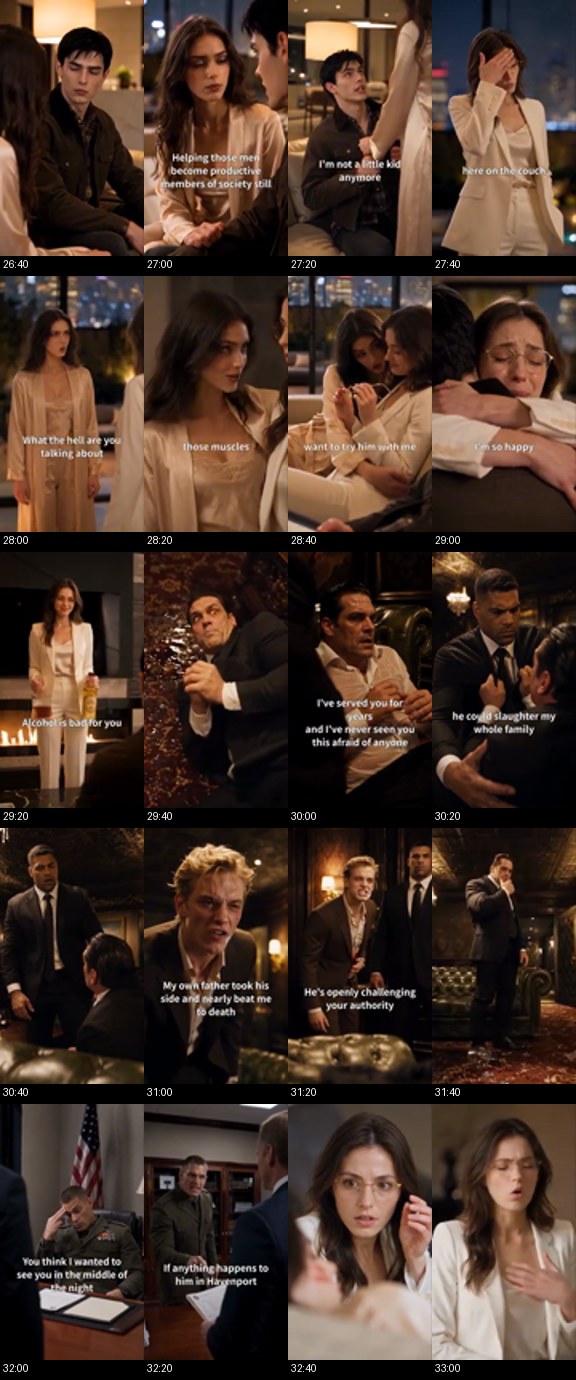 Helping those men
become productive
members of society still
I'm not a little kid
anymore
here on the couch
26:40
27:00
27:20
27:40
What the hell are you
talking about
those muscles
want to try him with me
I'm so happy
28:00
28:20
28:40
29:00
Alcohol is bad for you
I've served you for
years
and I've never seen you
this afraid of anyone
he could slaughter my
whole family
29:20
29:40
30:00
30:20
My own father took his
side and nearly beat me
to death
He's openly challenging
your authority
30:40
31:00
31:20
31:40
You think I wanted to
see you in the middle of
the night
If anything happens to
him in Havenport
32:00
32:20
32:40
33:00